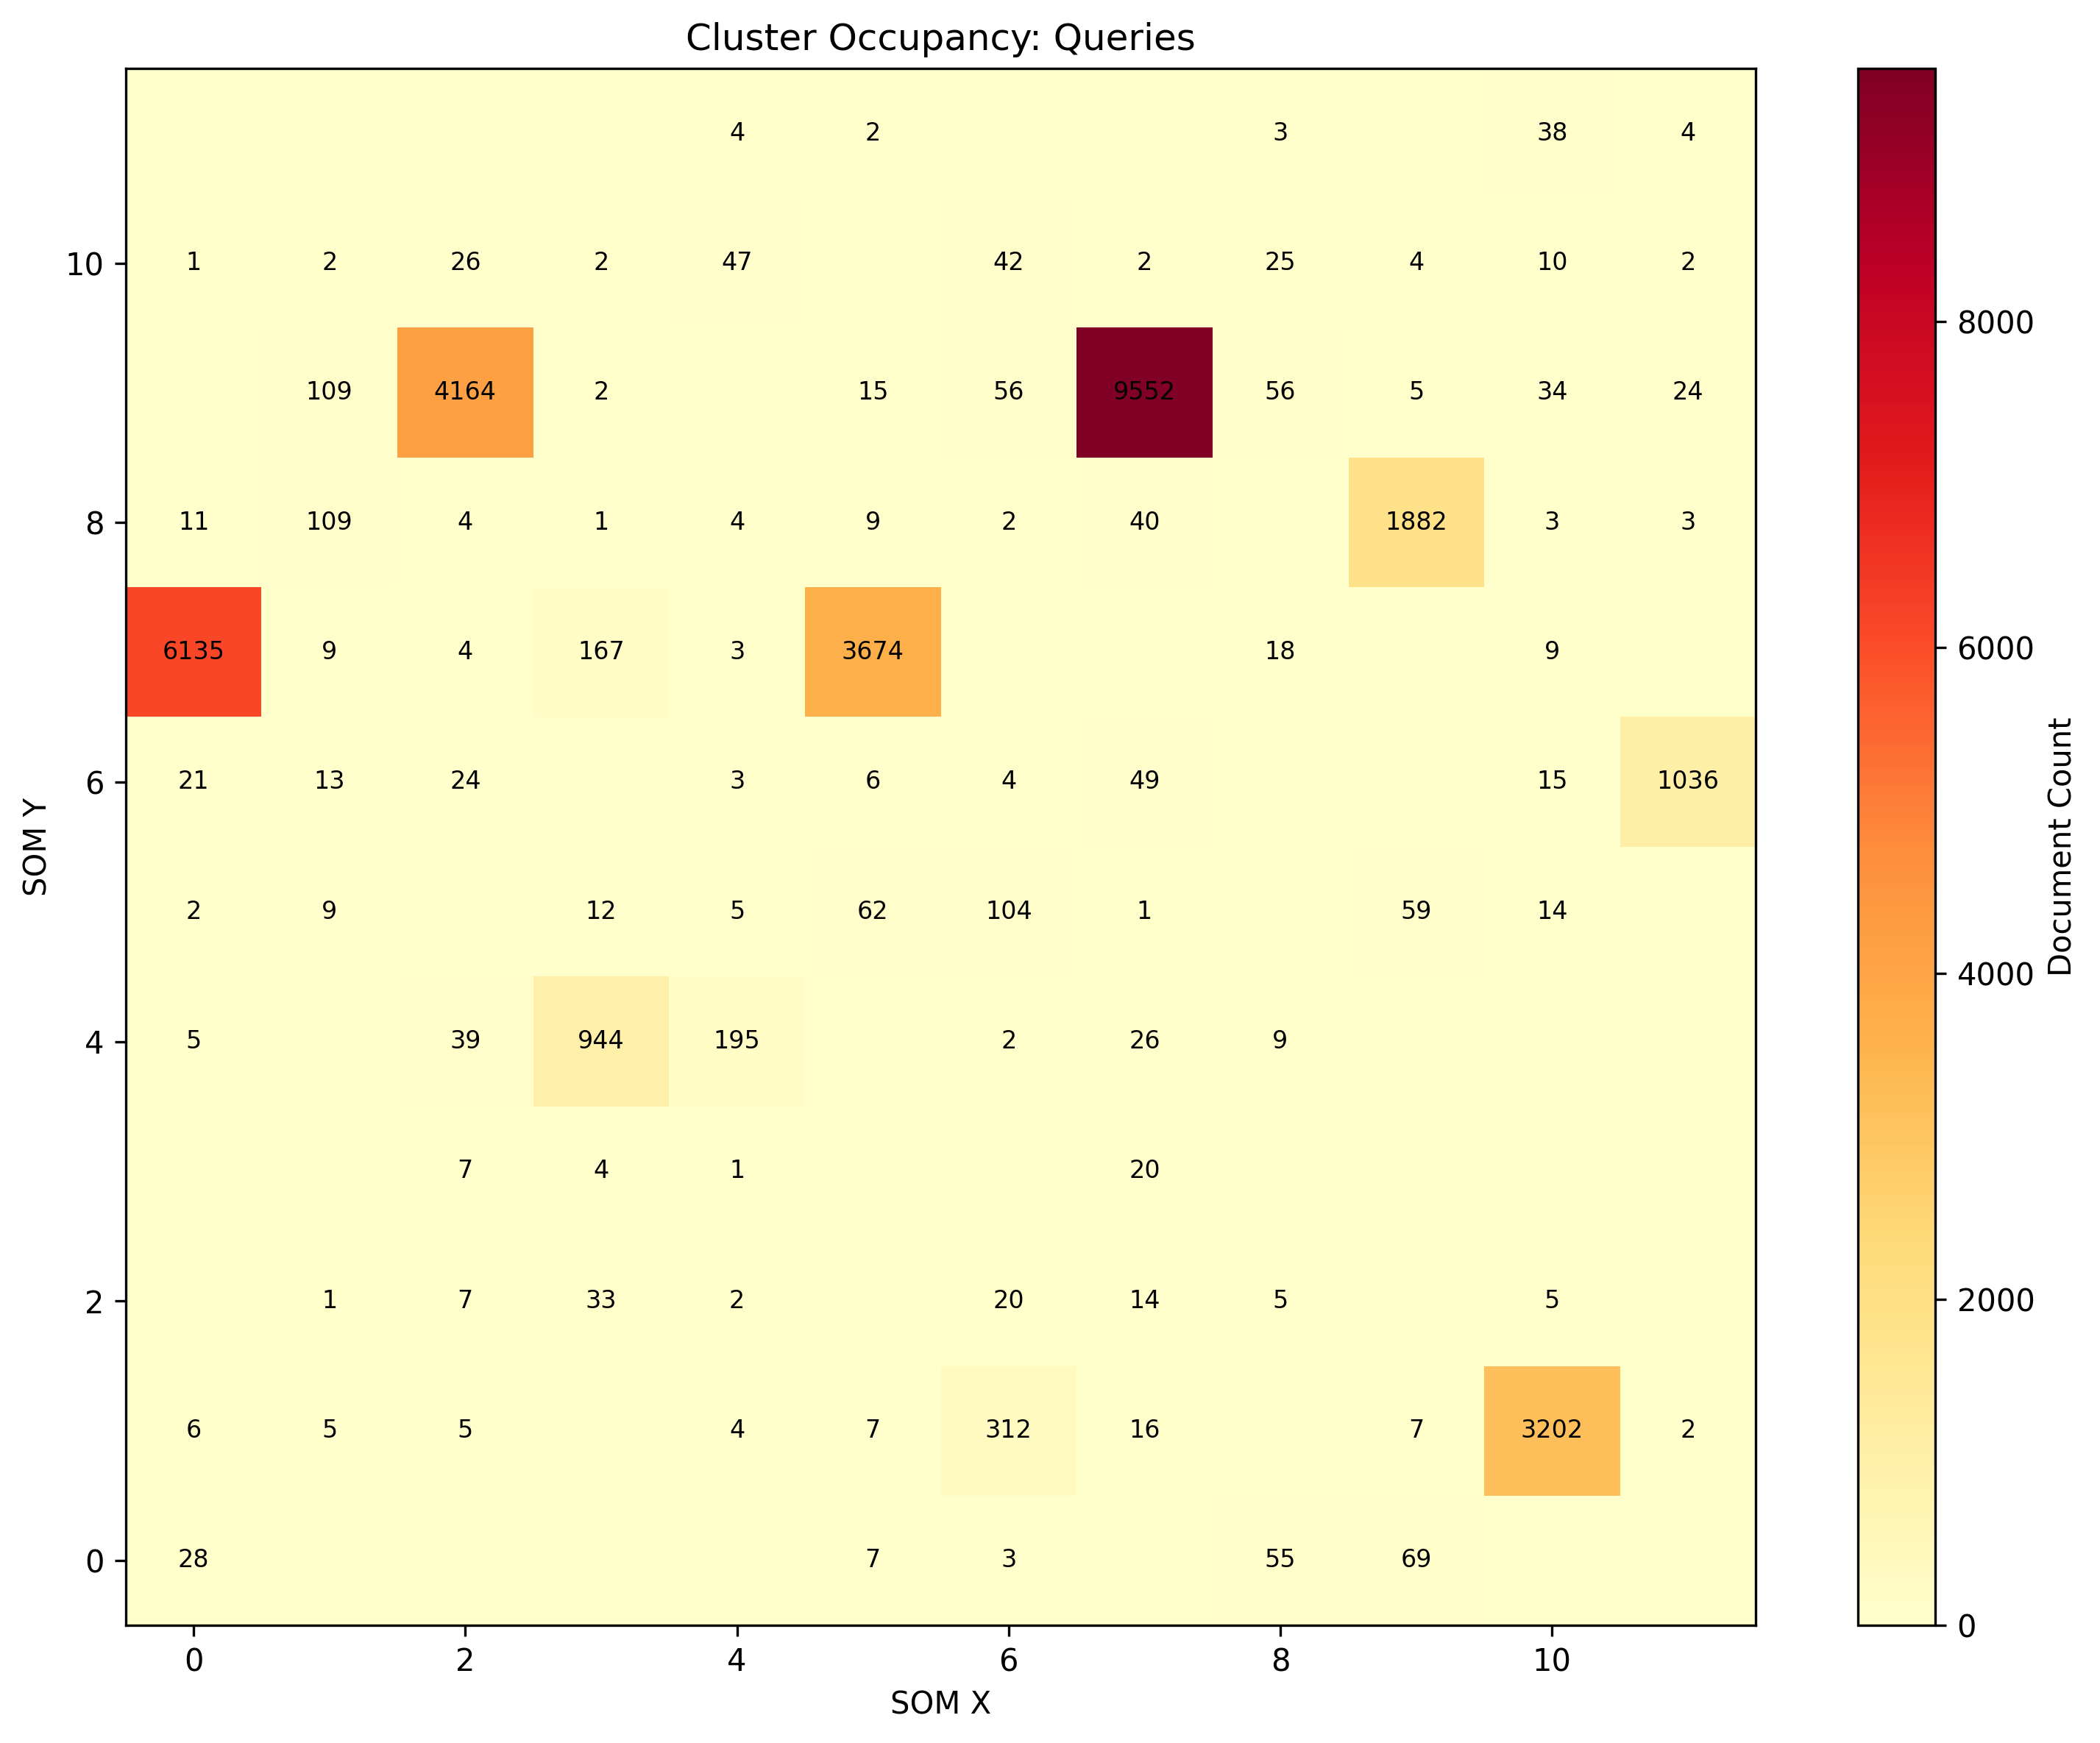 Cluster Occupancy: Queries
4 2 3 38 4
10 1 2 26 2 47 42 2 25 4 10 2
109 4164 2 15 56 9552 56 5 34 24
8 11 109 4 1 4 9 2 40 1882 3 3
6135 9 4 167 3 3674 18 9
6 21 13 24 3 6 4 49 15 1036
2 9 12 5 62 104 1 59 14
4 5 39 944 195 2 26 9
7 4 1 20
2 1 7 33 2 20 14 5 5
6 5 5 4 7 312 16 7 3202 2
0 28 7 3 55 69
0 2 4 6 8 10
SOM X
SOM Y
8000
6000
4000
2000
0
Document Count